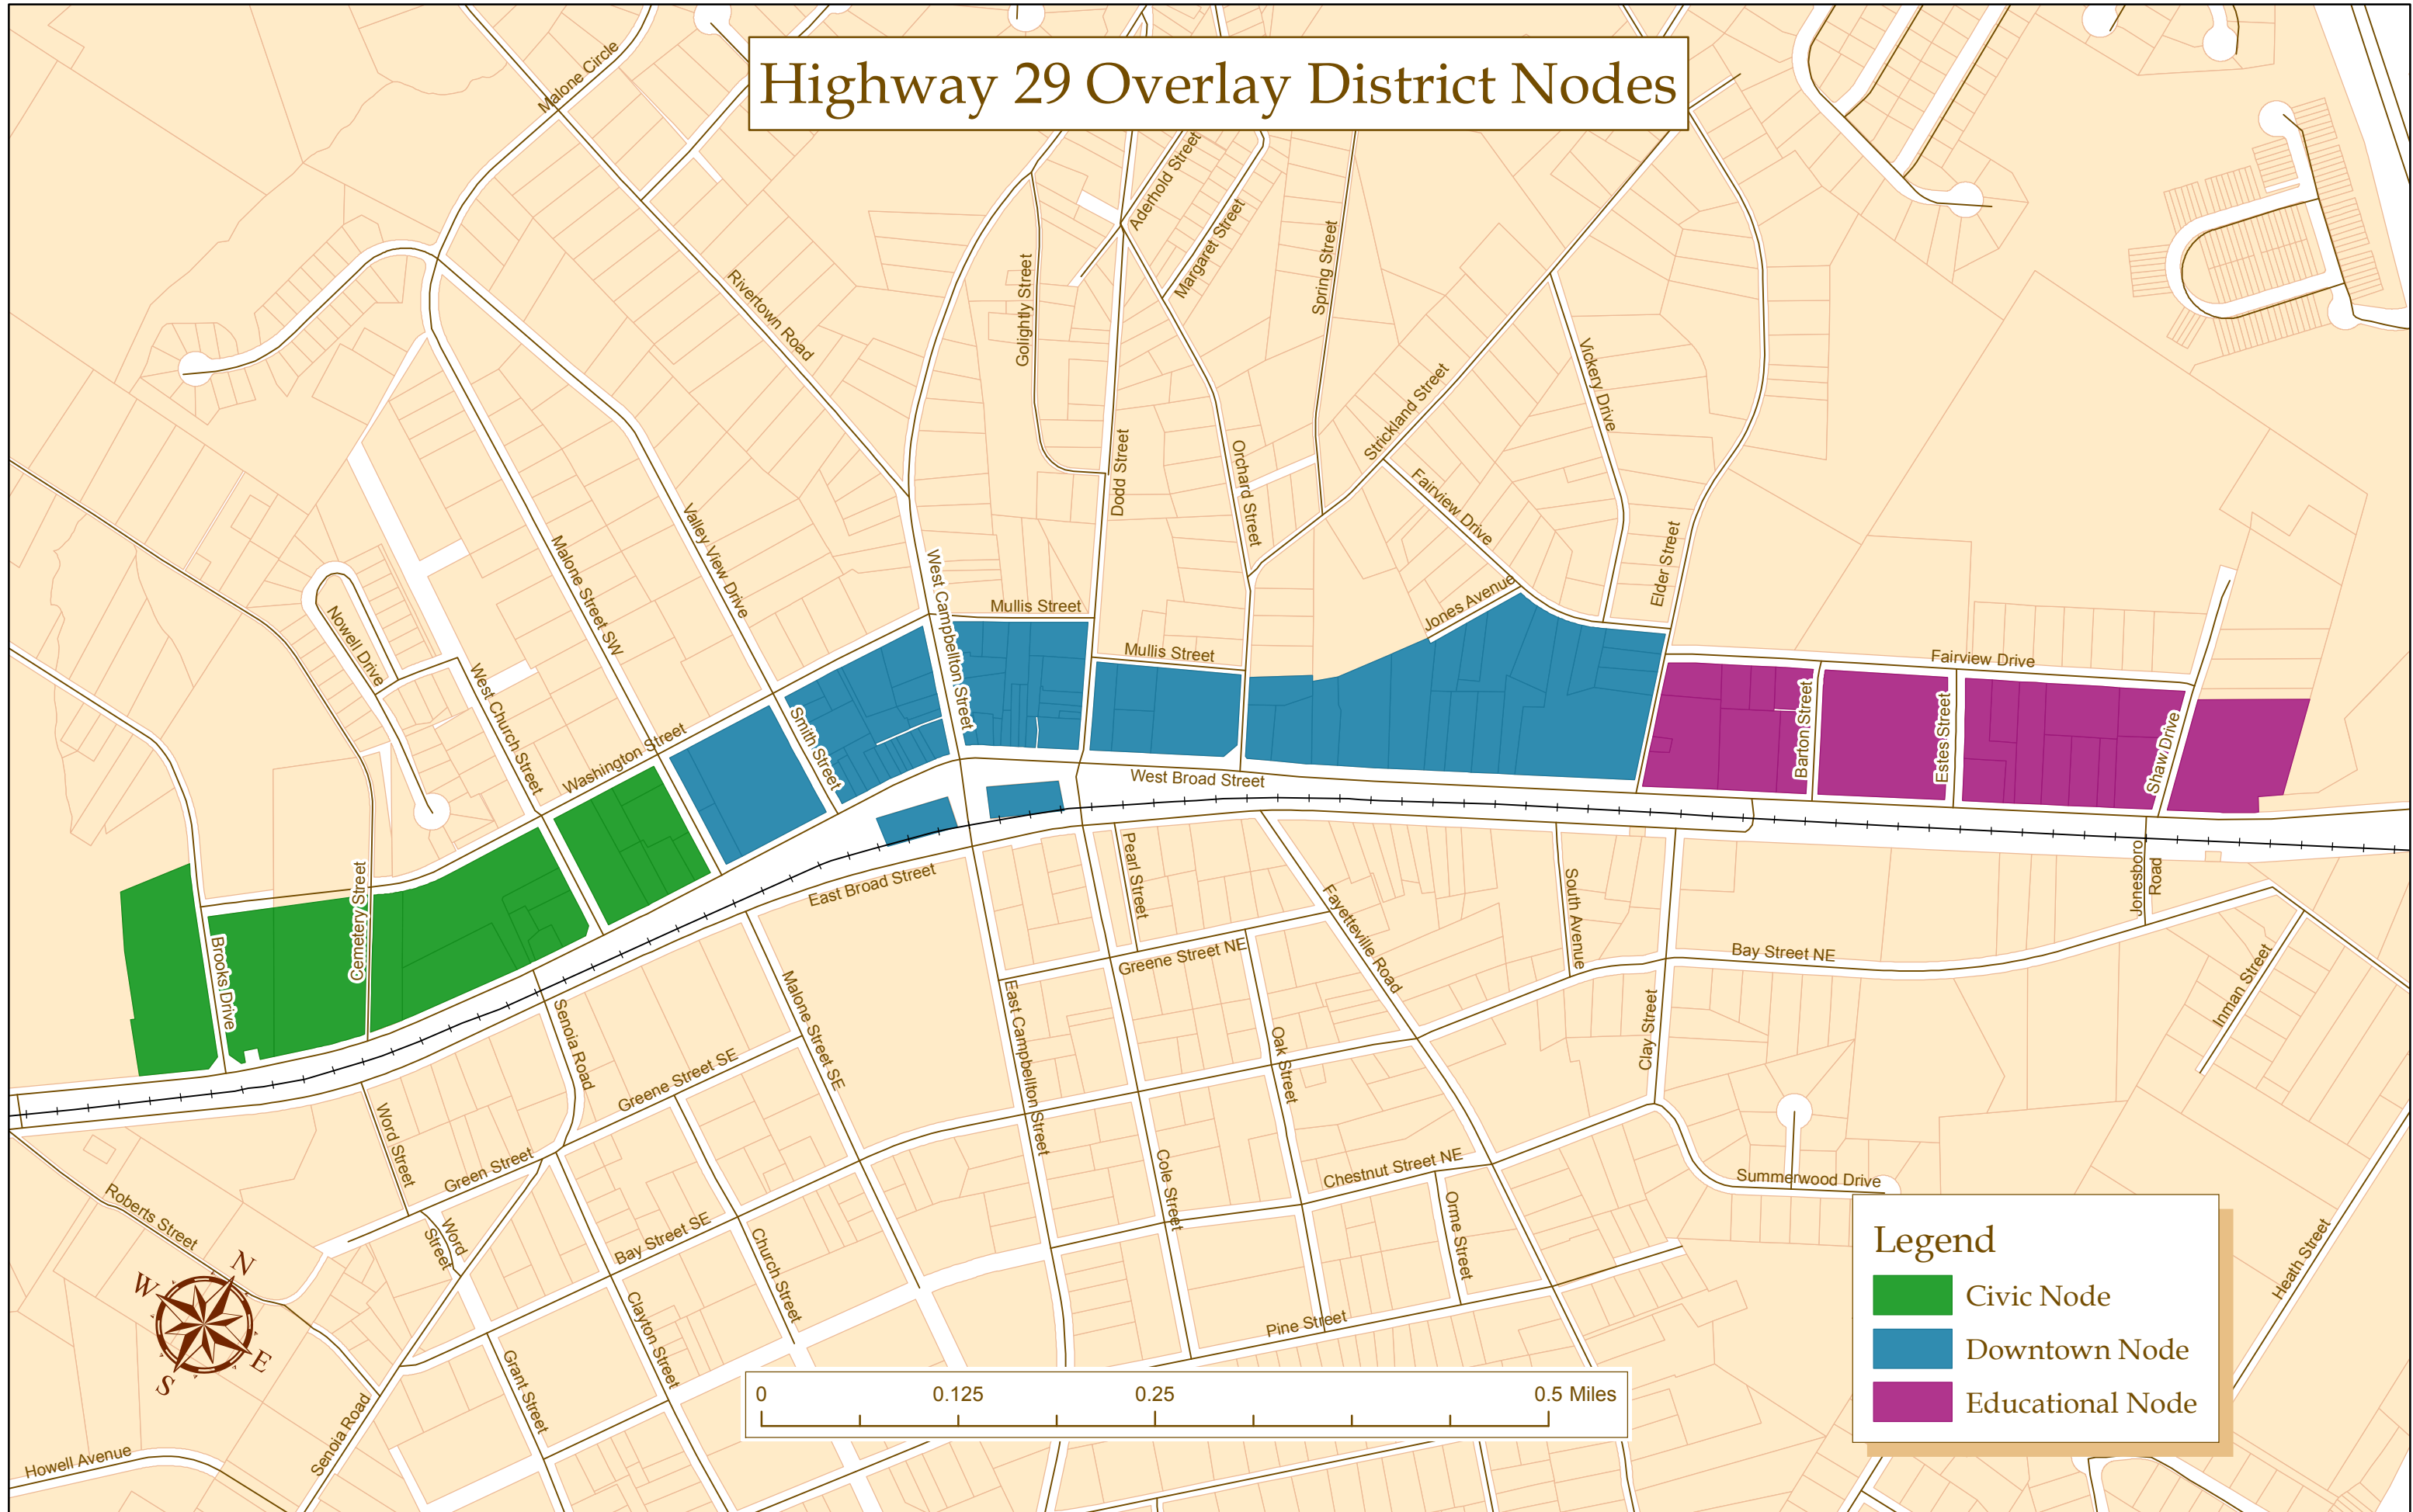 Highway 29 Overlay District Nodes
Malone Circle
Aderhold Street
Margaret Street
Spring Street
Golightly Street
Rivertown Road
Vickery Drive
Strickland Street
Dodd Street
Orchard Street
Fairview Drive
Valley View Drive
Malone Street SW
West Campbellton Street
Elder Street
Jones Avenue
Mullis Street
Mullis Street
Nowell Drive
West Church Street
Fairview Drive
Washington Street
Smith Street
Barton Street
Estes Street
Shaw Drive
West Broad Street
Pearl Street
East Broad Street
Cemetery Street
Brooks Drive
Fayetteville Road
South Avenue
Jonesboro
Road
Greene Street NE
Bay Street NE
Inman Street
Malone Street SE
Senoia Road
East Campbellton Street
Oak Street
Clay Street
Greene Street SE
Word Street
Green Street
Chestnut Street NE
Cole Street
Summerwood Drive
Roberts Street
Word
Street
Bay Street SE
Church Street
Orme Street
Heath Street
Clayton Street
Pine Street
Grant Street
Senoia Road
Howell Avenue
N
W
E
S
0 0.125 0.25 0.5 Miles
Legend
Civic Node
Downtown Node
Educational Node